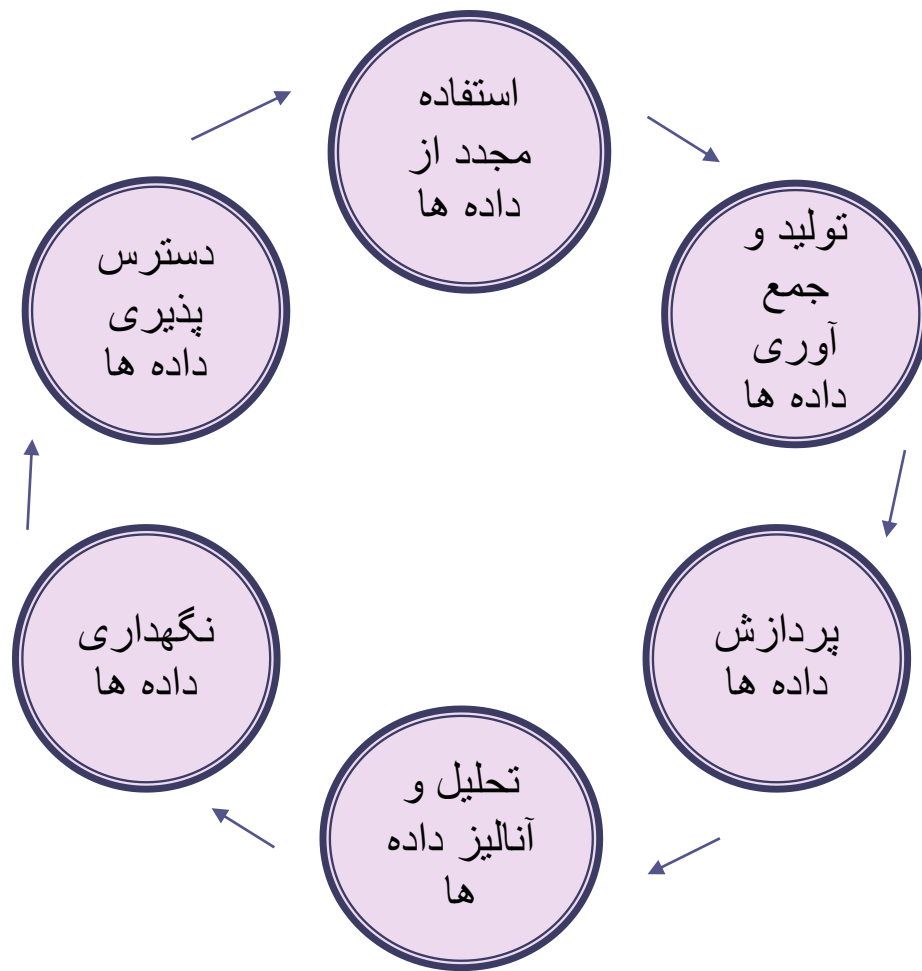 استفاده
مجدد از
داده ها
تولید و
جمع
آوری
داده ها
پردازش
داده ها
تحلیل و
آنالیز داده
ها
نگهداری
داده ها
دسترس
پذیری
داده ها